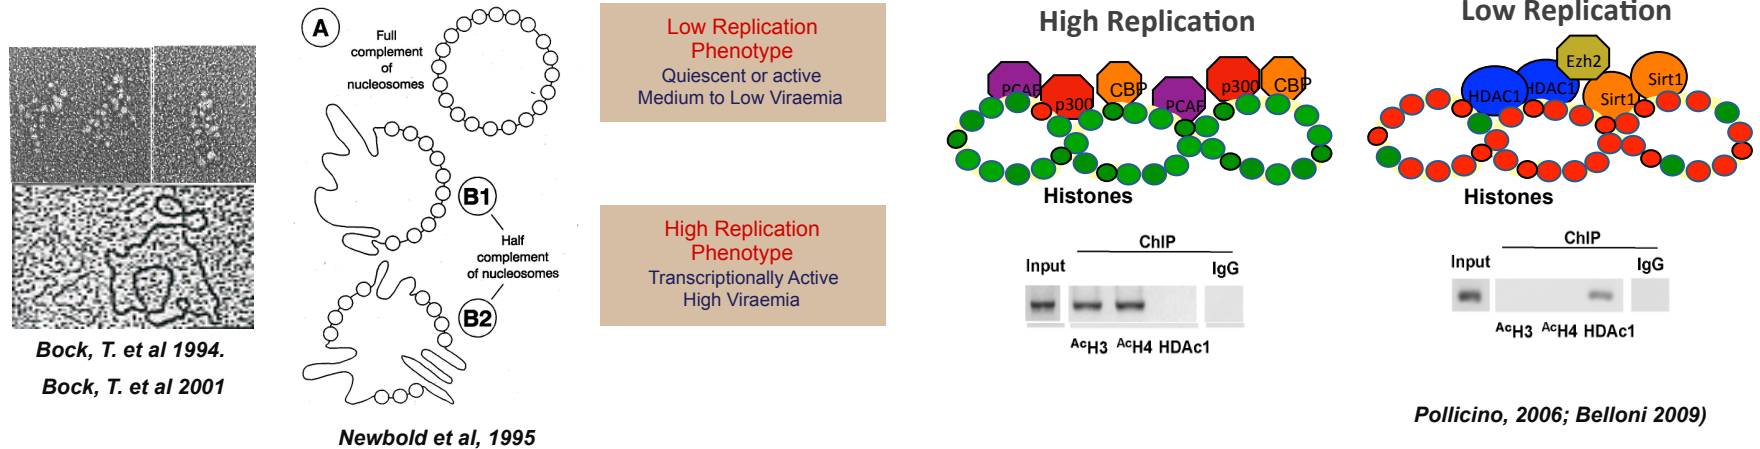 Bock, T. et al 1994.
Bock, T. et al 2001
A
Full
complement
of
nucleosomes
B1
Half
complement
of nucleosomes
B2
Newbold et al, 1995
Low Replication
Phenotype
Quiescent or active
Medium to Low Viraemia
High Replication
Phenotype
Transcriptionally Active
High Viraemia
High Replication
PCAF
p300
CBP
PCAF
p300
CBP
Histones
ChIP
Input
IgG
AcH3 AcH4 HDAc1
Low Replication
HDAC1
HDAC1
Ezh2
Sirt1
Sirt1
Histones
ChIP
Input
IgG
AcH3 AcH4 HDAc1
Pollicino, 2006; Belloni 2009)